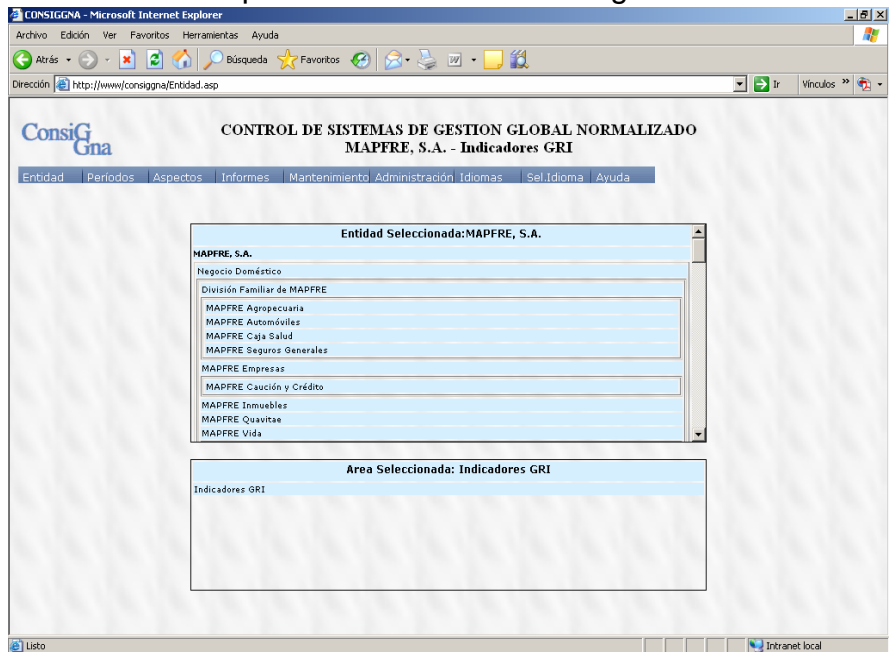 CONSIGGNA - Microsoft Internet Explorer
Archivo Edición Ver Favoritos Herramientas Ayuda
Atrás Búsqueda Favoritos
Dirección http://www/consiggna/Entidad.asp Ir Vínculos »
ConsiG
Gna
CONTROL DE SISTEMAS DE GESTION GLOBAL NORMALIZADO
MAPFRE, S.A. - Indicadores GRI
Entidad Períodos Aspectos Informes Mantenimiento Administración Idiomas Sel.Idioma Ayuda
Entidad Seleccionada:MAPFRE, S.A.
MAPFRE, S.A.
Negocio Doméstico
División Familiar de MAPFRE
MAPFRE Agropecuaria
MAPFRE Automóviles
MAPFRE Caja Salud
MAPFRE Seguros Generales
MAPFRE Empresas
MAPFRE Caución y Crédito
MAPFRE Inmuebles
MAPFRE Quavitae
MAPFRE Vida
Area Seleccionada: Indicadores GRI
Indicadores GRI
Listo Intranet local